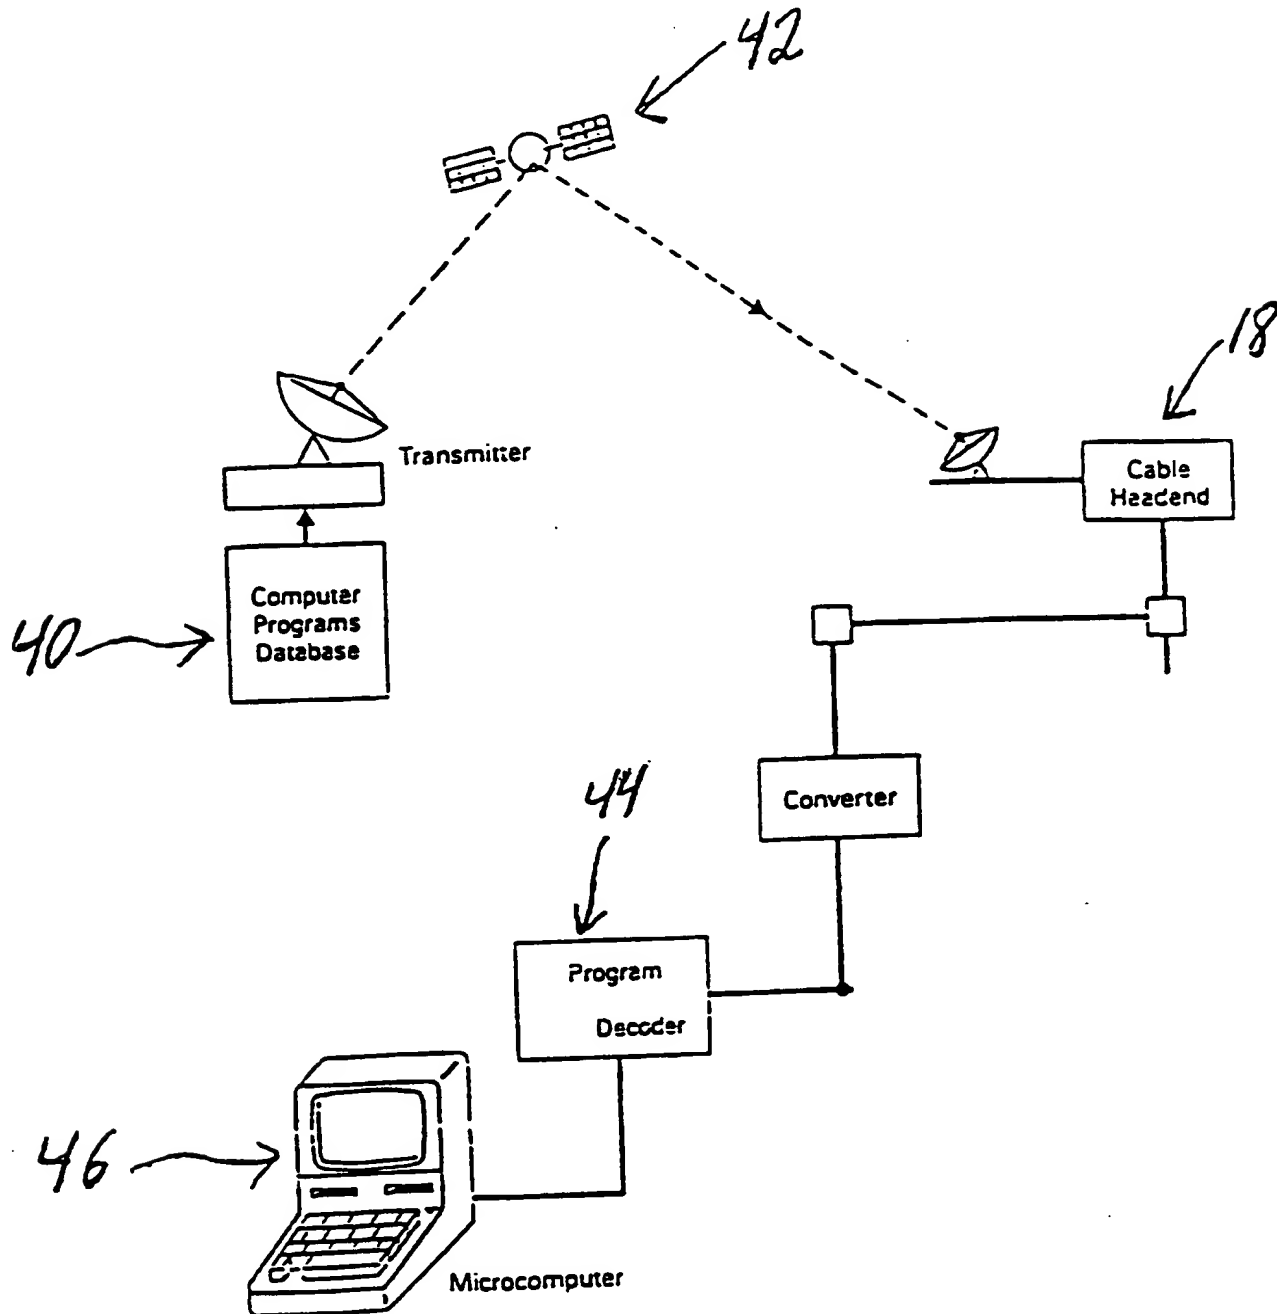 42
18
Transmitter
Cable
Headend
Computer
Programs
Database
40
44
Converter
Program
Decoder
46
Microcomputer